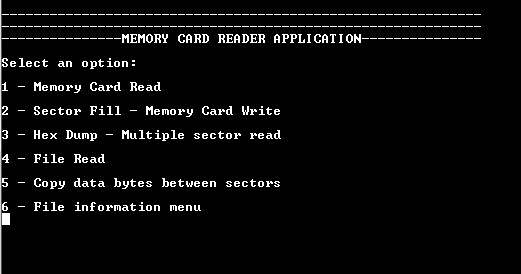 ---------------MEMORY CARD READER APPLICATION---------------
Select an option:
1 - Memory Card Read
2 - Sector Fill - Memory Card Write
3 - Hex Dump - Multiple sector read
4 - File Read
5 - Copy data bytes between sectors
6 - File information menu